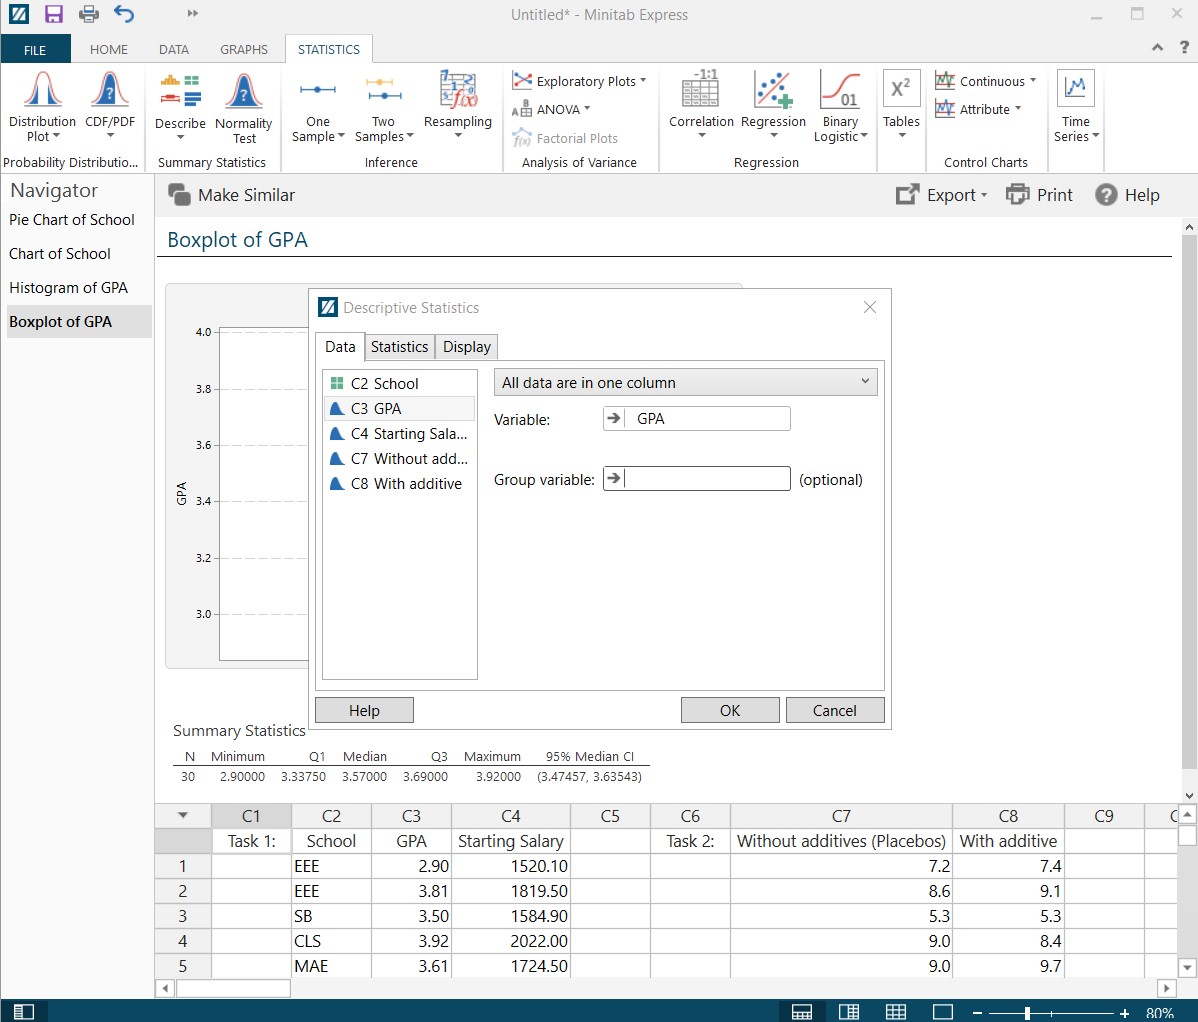 Untitled* - Minitab Express
FILE HOME DATA GRAPHS STATISTICS
?
Distribution Plot
CDF/PDF
Probability Distributio...
Describe
Normality Test
Summary Statistics
One Sample
Two Samples
Resampling
Inference
Exploratory Plots
ANOVA
Factorial Plots
Analysis of Variance
-1:1
Correlation
Regression
01
Binary Logistic
Regression
X²
Tables
Continuous
Attribute
Control Charts
Time Series
Navigator
Pie Chart of School
Chart of School
Histogram of GPA
Boxplot of GPA
Make Similar
Export
Print
? Help
Boxplot of GPA
4.0
3.8
3.6
3.4
3.2
3.0
GPA
Descriptive Statistics
Data Statistics Display
C2 School
C3 GPA
C4 Starting Sala...
C7 Without add...
C8 With additive
All data are in one column
Variable: GPA
Group variable: (optional)
Help OK Cancel
Summary Statistics
N Minimum Q1 Median Q3 Maximum 95% Median CI
30 2.90000 3.33750 3.57000 3.69000 3.92000 (3.47457, 3.63543)
C1 C2 C3 C4 C5 C6 C7 C8 C9 C
Task 1: School GPA Starting Salary Task 2: Without additives (Placebos) With additive
1 EEE 2.90 1520.10 7.2 7.4
2 EEE 3.81 1819.50 8.6 9.1
3 SB 3.50 1584.90 5.3 5.3
4 CLS 3.92 2022.00 9.0 8.4
5 MAE 3.61 1724.50 9.0 9.7
80%